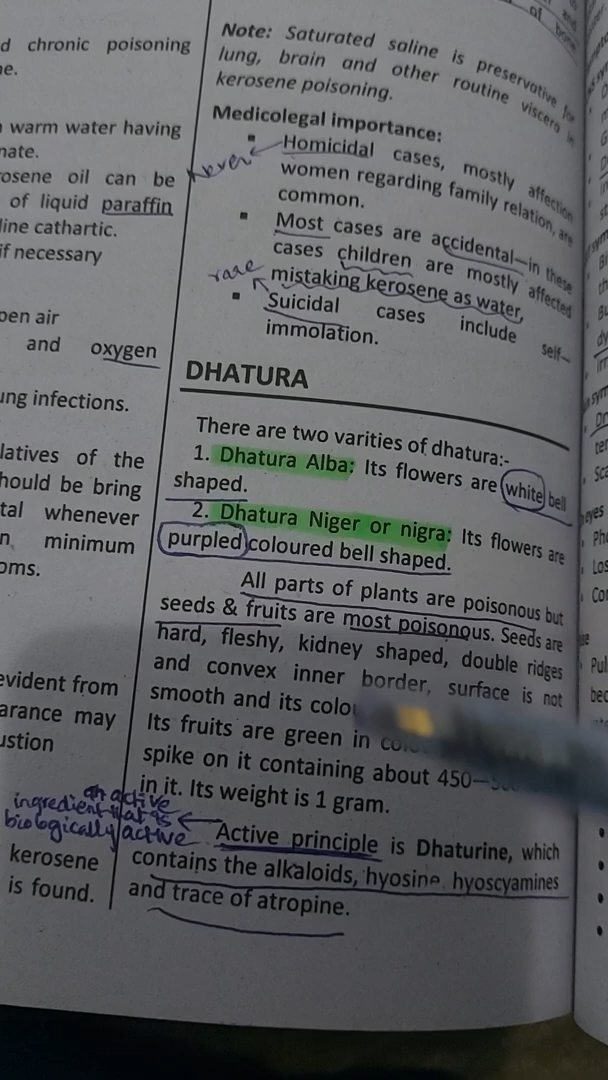 d chronic poisoning
ne.
n warm water having
nate.
rosene oil can be
of liquid paraffin
line cathartic.
if necessary
pen air
and oxygen
ung infections.
latives of the
hould be bring
tal whenever
n, minimum
oms.
evident from
arance may
ustion
kerosene
is found.
Note: Saturated saline is preservative for
lung, brain and other routine viscera in
kerosene poisoning.
Medicolegal importance:
▪ Homicidal cases, mostly affection
women regarding family relation, are
common.
▪ Most cases are accidental—in these
cases children are mostly affected
rare
mistaking kerosene as water,
▪ Suicidal cases include self–
immolation.
DHATURA
There are two varities of dhatura:-
1. Dhatura Alba: Its flowers are white bell
shaped.
2. Dhatura Niger or nigra: Its flowers are
purpled coloured bell shaped.
All parts of plants are poisonous but
seeds & fruits are most poisonous. Seeds are
hard, fleshy, kidney shaped, double ridges
and convex inner border, surface is not
smooth and its
Its fruits are green in
spike on it containing about 450–
in it. Its weight is 1 gram.
an active
ingredient that is
biologically active
Active principle is Dhaturine, which
contains the alkaloids, hyosine, hyoscyamines
and trace of atropine.